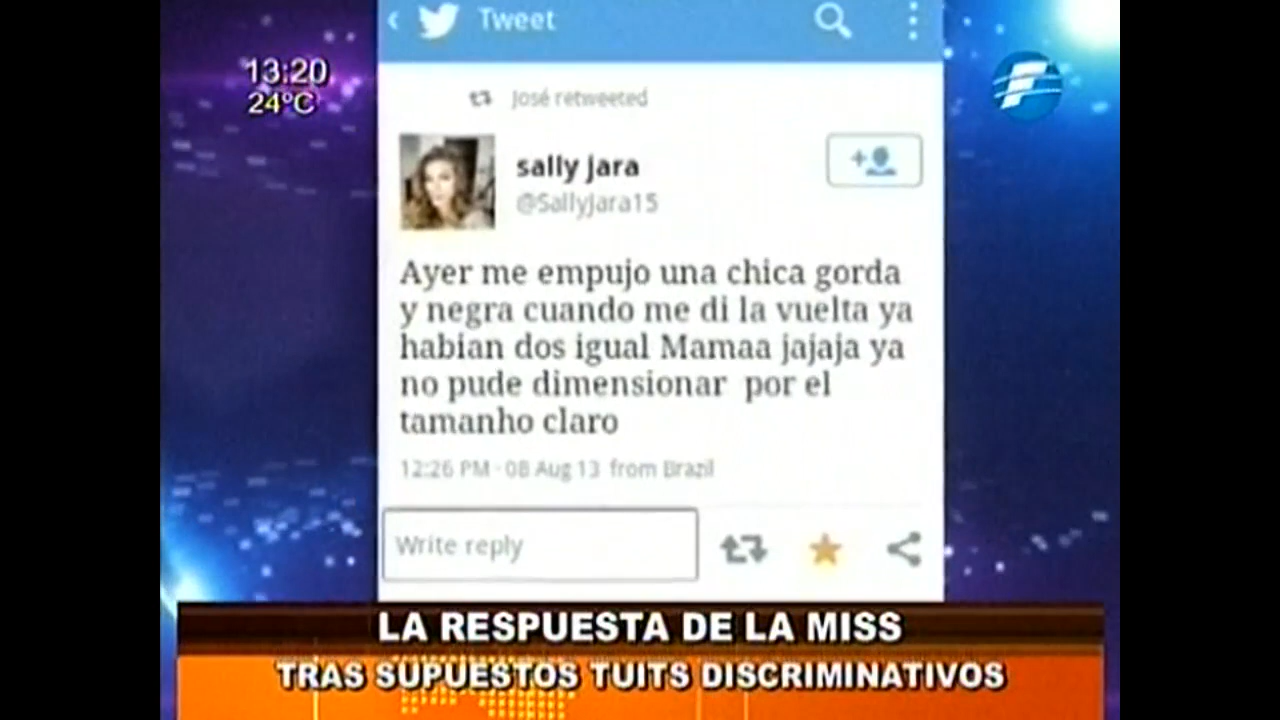 Tweet
13:20
24°C
José retweeted
sally jara
@SallyJara15
Ayer me empujo una chica gorda
y negra cuando me di la vuelta ya
habian dos igual Mamaa jajaja ya
no pude dimensionar por el
tamanho claro
12:26 PM · 08 Aug 13 from Brazil
Write reply
LA RESPUESTA DE LA MISS
TRAS SUPUESTOS TUITS DISCRIMINATIVOS